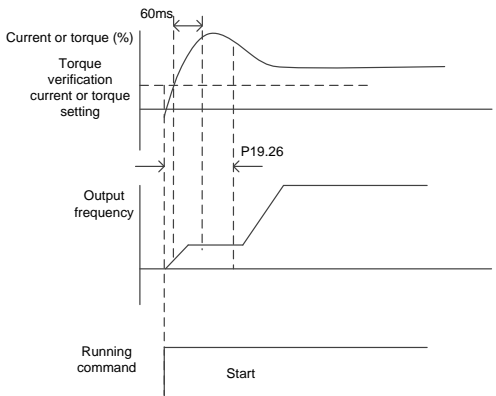 60ms
Current or torque (%)
Torque
verification
current or torque
setting
P19.26
Output
frequency
Running
command
Start